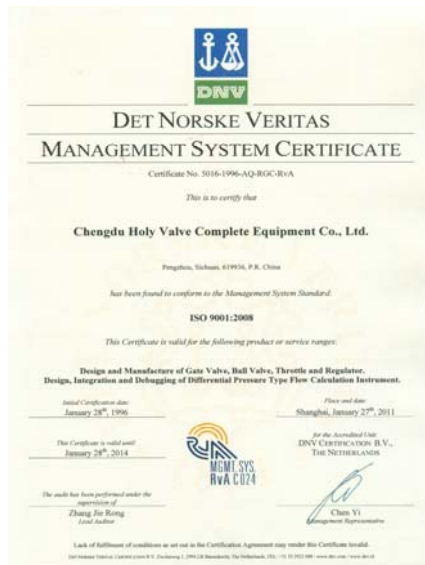 DNV
DET NORSKE VERITAS
MANAGEMENT SYSTEM CERTIFICATE
Certificate No. 5016-1996-AQ-RGC-RvA
This is to certify that
Chengdu Holy Valve Complete Equipment Co., Ltd.
Pengzhou, Sichuan, 611936, P.R. China
has been found to conform to the Management System Standard:
ISO 9001:2008
This Certificate is valid for the following product or service ranges:
Design and Manufacture of Gate Valve, Ball Valve, Throttle and Regulator.
Design, Integration and Debugging of Differential Pressure Type Flow Calculation Instrument.
Initial Certification date:
January 28th, 1996
Place and date:
Shanghai, January 27th, 2011
This Certificate is valid until:
January 28th, 2014
for the Accredited Unit:
DNV CERTIFICATION B.V.,
THE NETHERLANDS
MGMT. SYS.
RvA C024
The audit has been performed under the
supervision of
Zhang Jie Rong
Lead Auditor
Chen Yi
Management Representative
Lack of fulfilment of conditions as set out in the Certification Agreement may render this Certificate invalid.